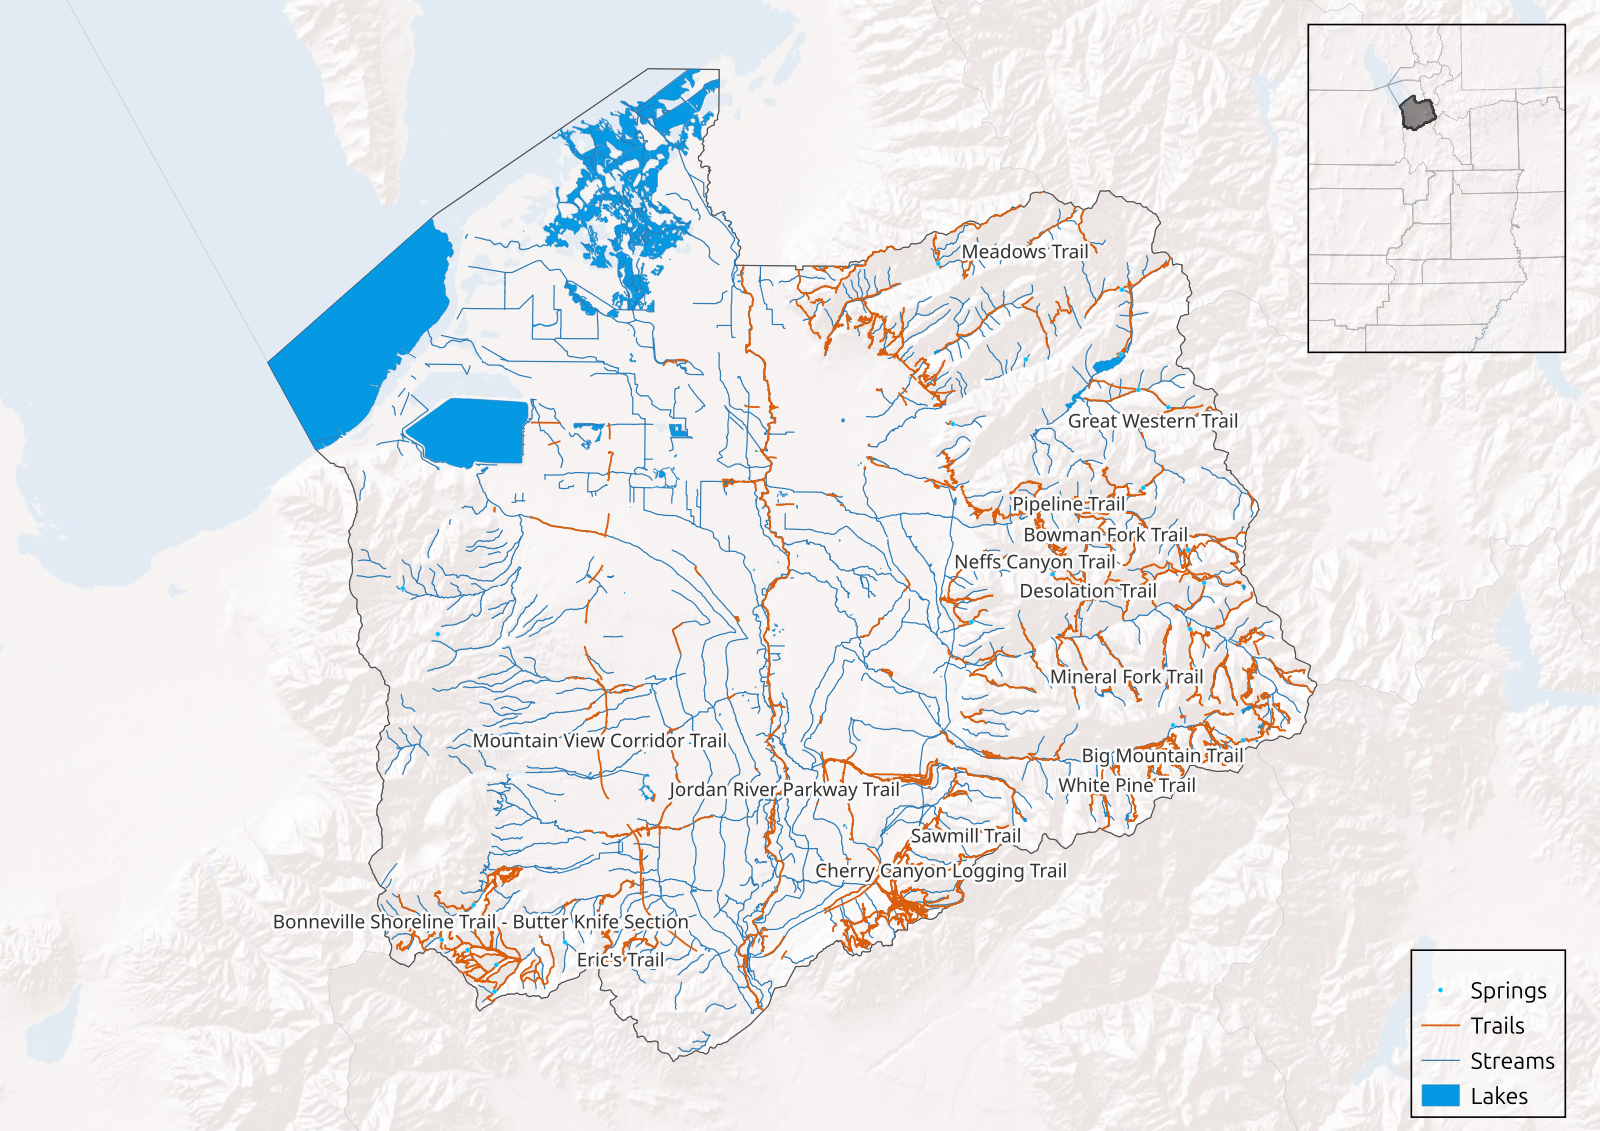 Meadows Trail
Great Western Trail
Pipeline Trail
Bowman Fork Trail
Neffs Canyon Trail
Desolation Trail
Mineral Fork Trail
Mountain View Corridor Trail
Big Mountain Trail
Jordan River Parkway Trail
White Pine Trail
Sawmill Trail
Cherry Canyon Logging Trail
Bonneville Shoreline Trail - Butter Knife Section
Eric's Trail
Springs
Trails
Streams
Lakes